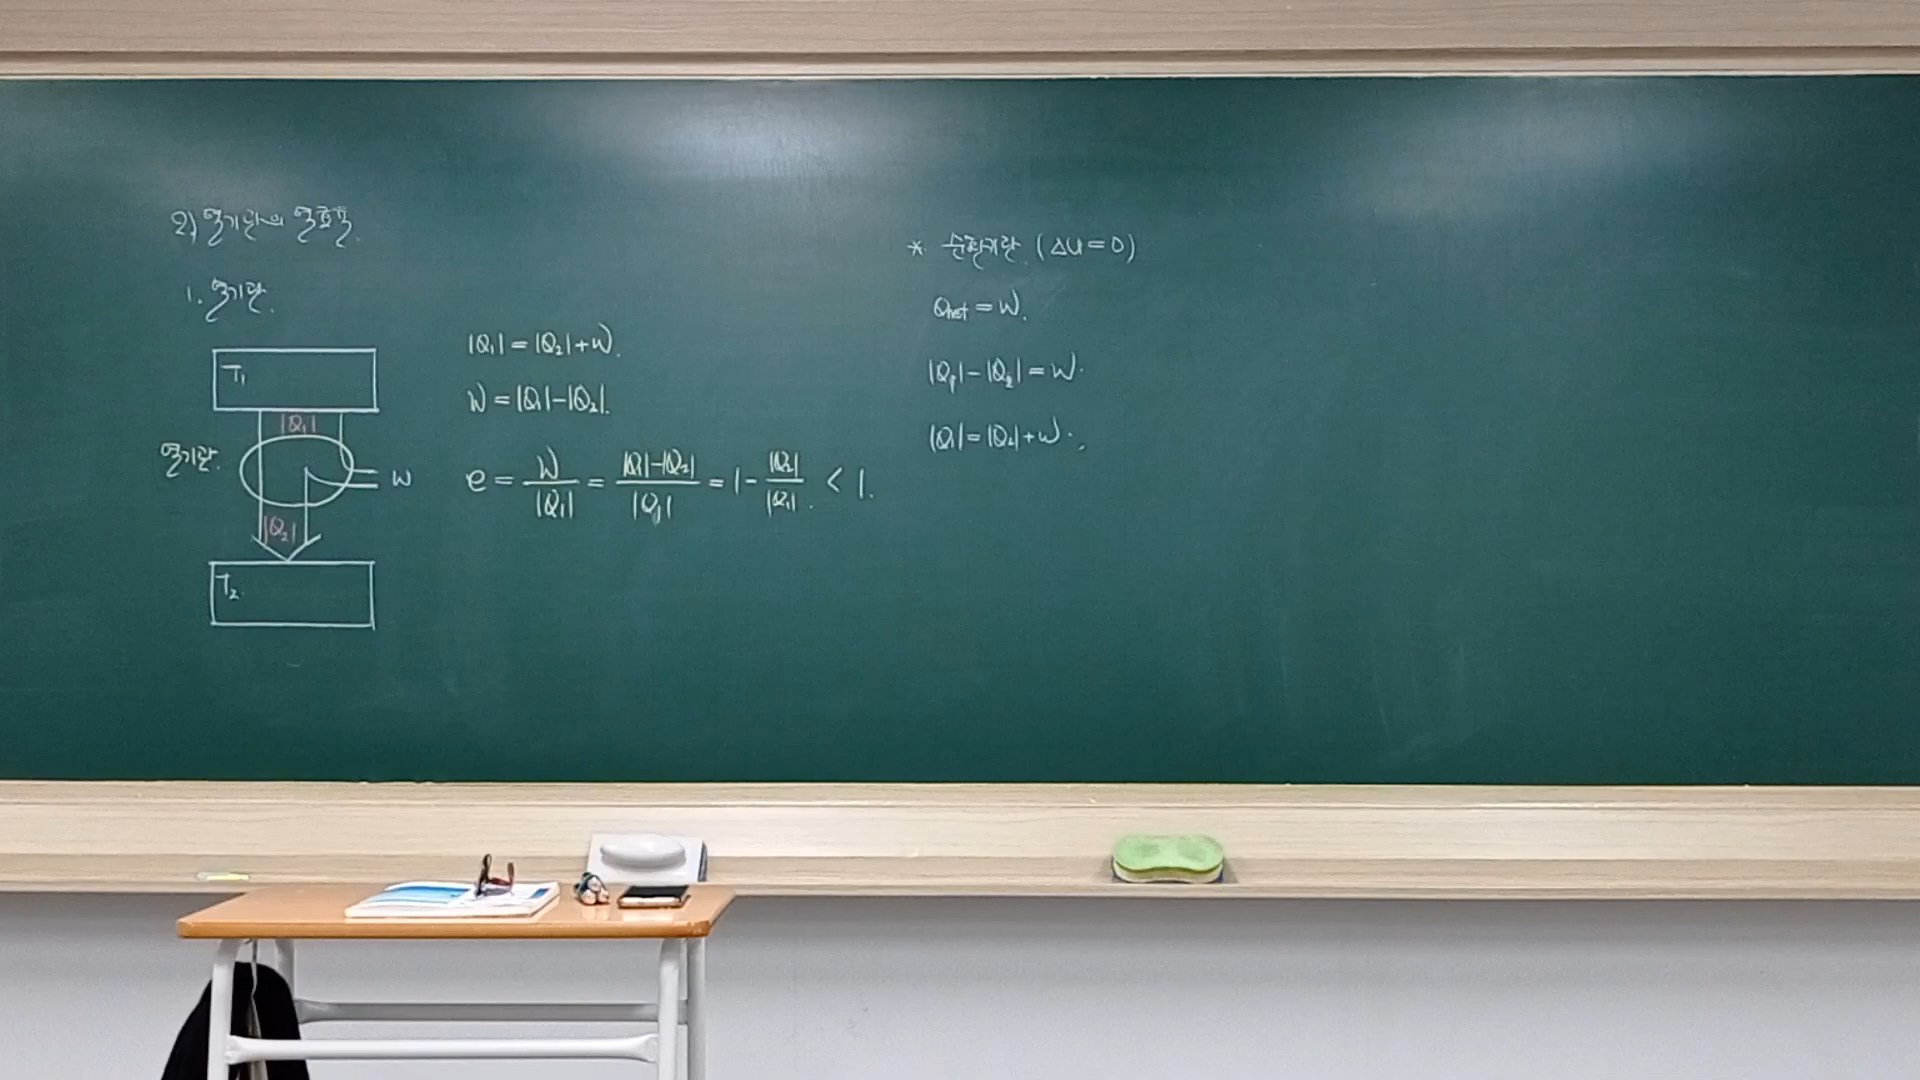 2) 열기관의 열효율.
1. 열기관.
T₁
|Q₁|
열기관.
W
|Q₂|
T₂.
|Q₁| = |Q₂| + W.
W = |Q₁| - |Q₂|.
e = W/|Q₁| = (|Q₁| - |Q₂|)/|Q₁| = 1 - |Q₂|/|Q₁| < 1.
* 순환기관. (ΔU = 0)
Qnet = W.
|Q₁| - |Q₂| = W.
|Q₁| = |Q₂| + W.